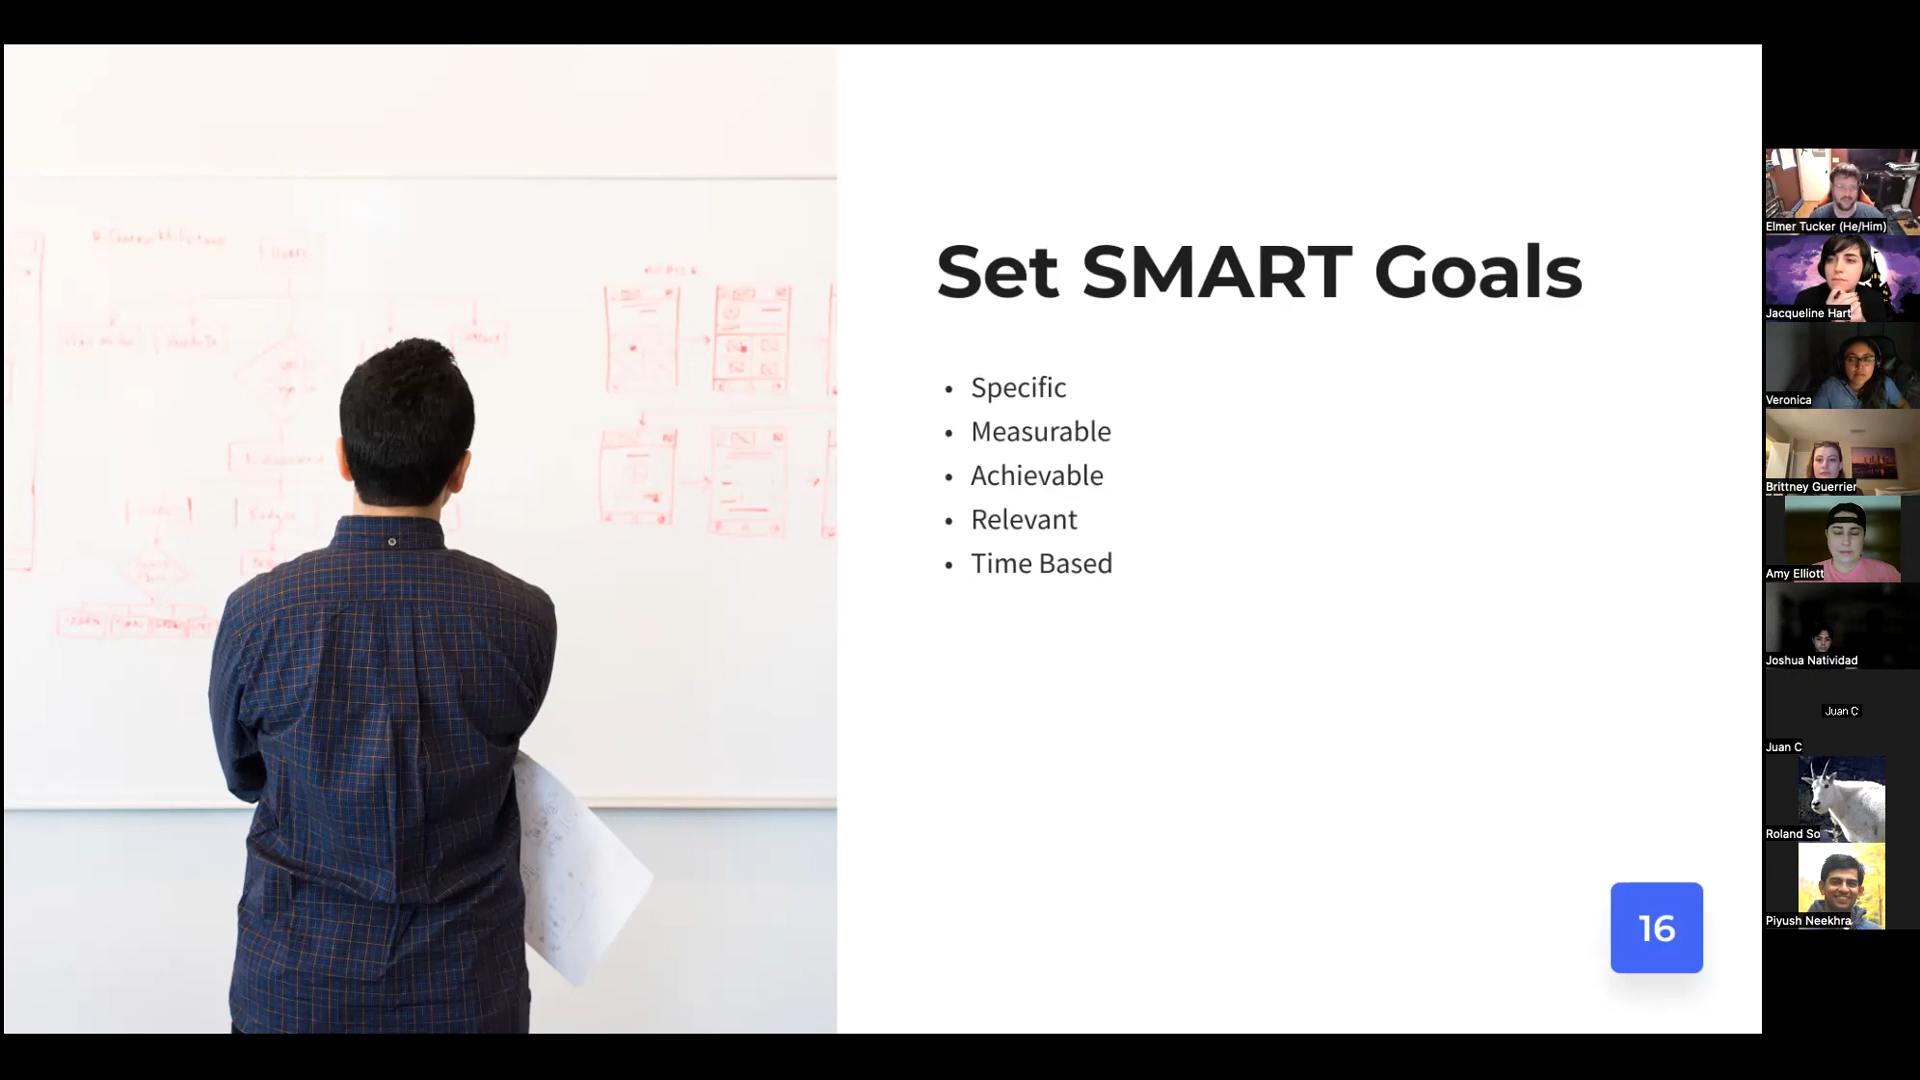 Set SMART Goals
• Specific
• Measurable
• Achievable
• Relevant
• Time Based
16
Elmer Tucker (He/Him)
Jacqueline Hart
Veronica
Brittney Guerrier
Amy Elliott
Joshua Natividad
Juan C
Juan C
Roland So
Piyush Neekhra